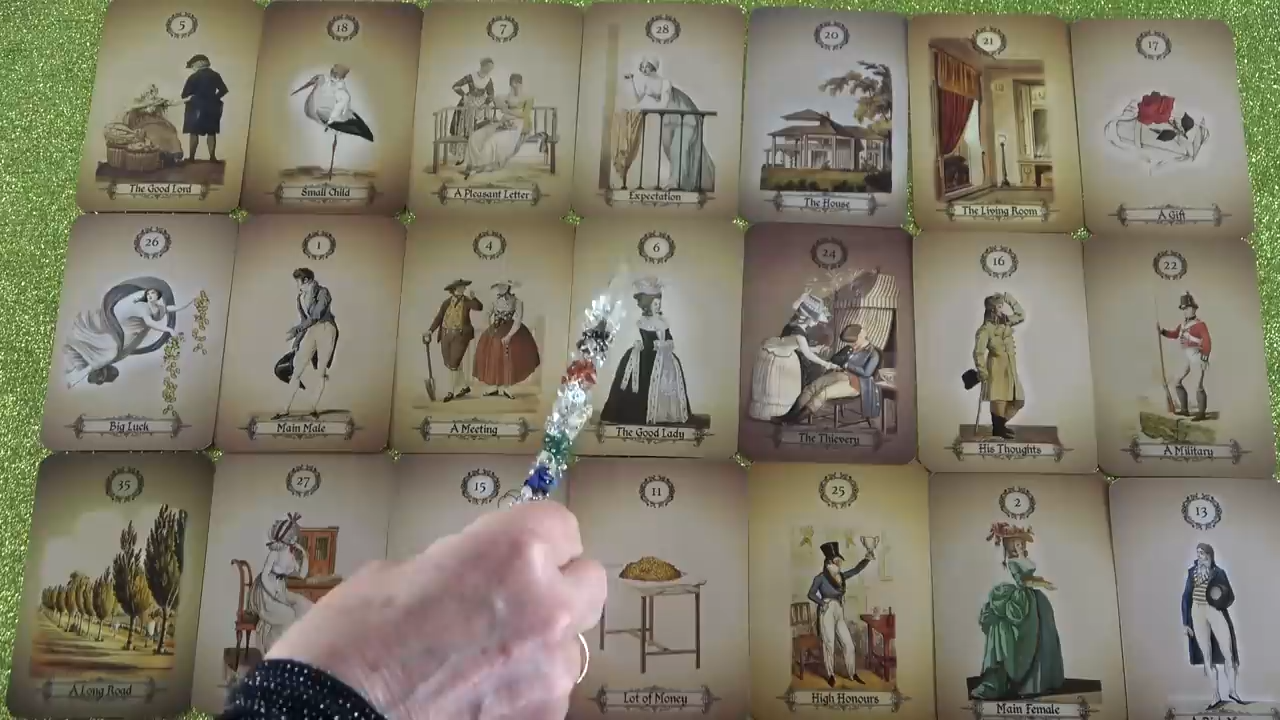 5
The Good Lord
18
Small Child
7
A Pleasant Letter
28
Expectation
20
The House
21
The Living Room
17
A Gift
26
Big Luck
1
Main Male
4
A Meeting
6
The Good Lady
24
The Thievery
16
His Thoughts
22
A Military
35
A Long Road
27
15
11
Lot of Money
25
High Honours
2
Main Female
13